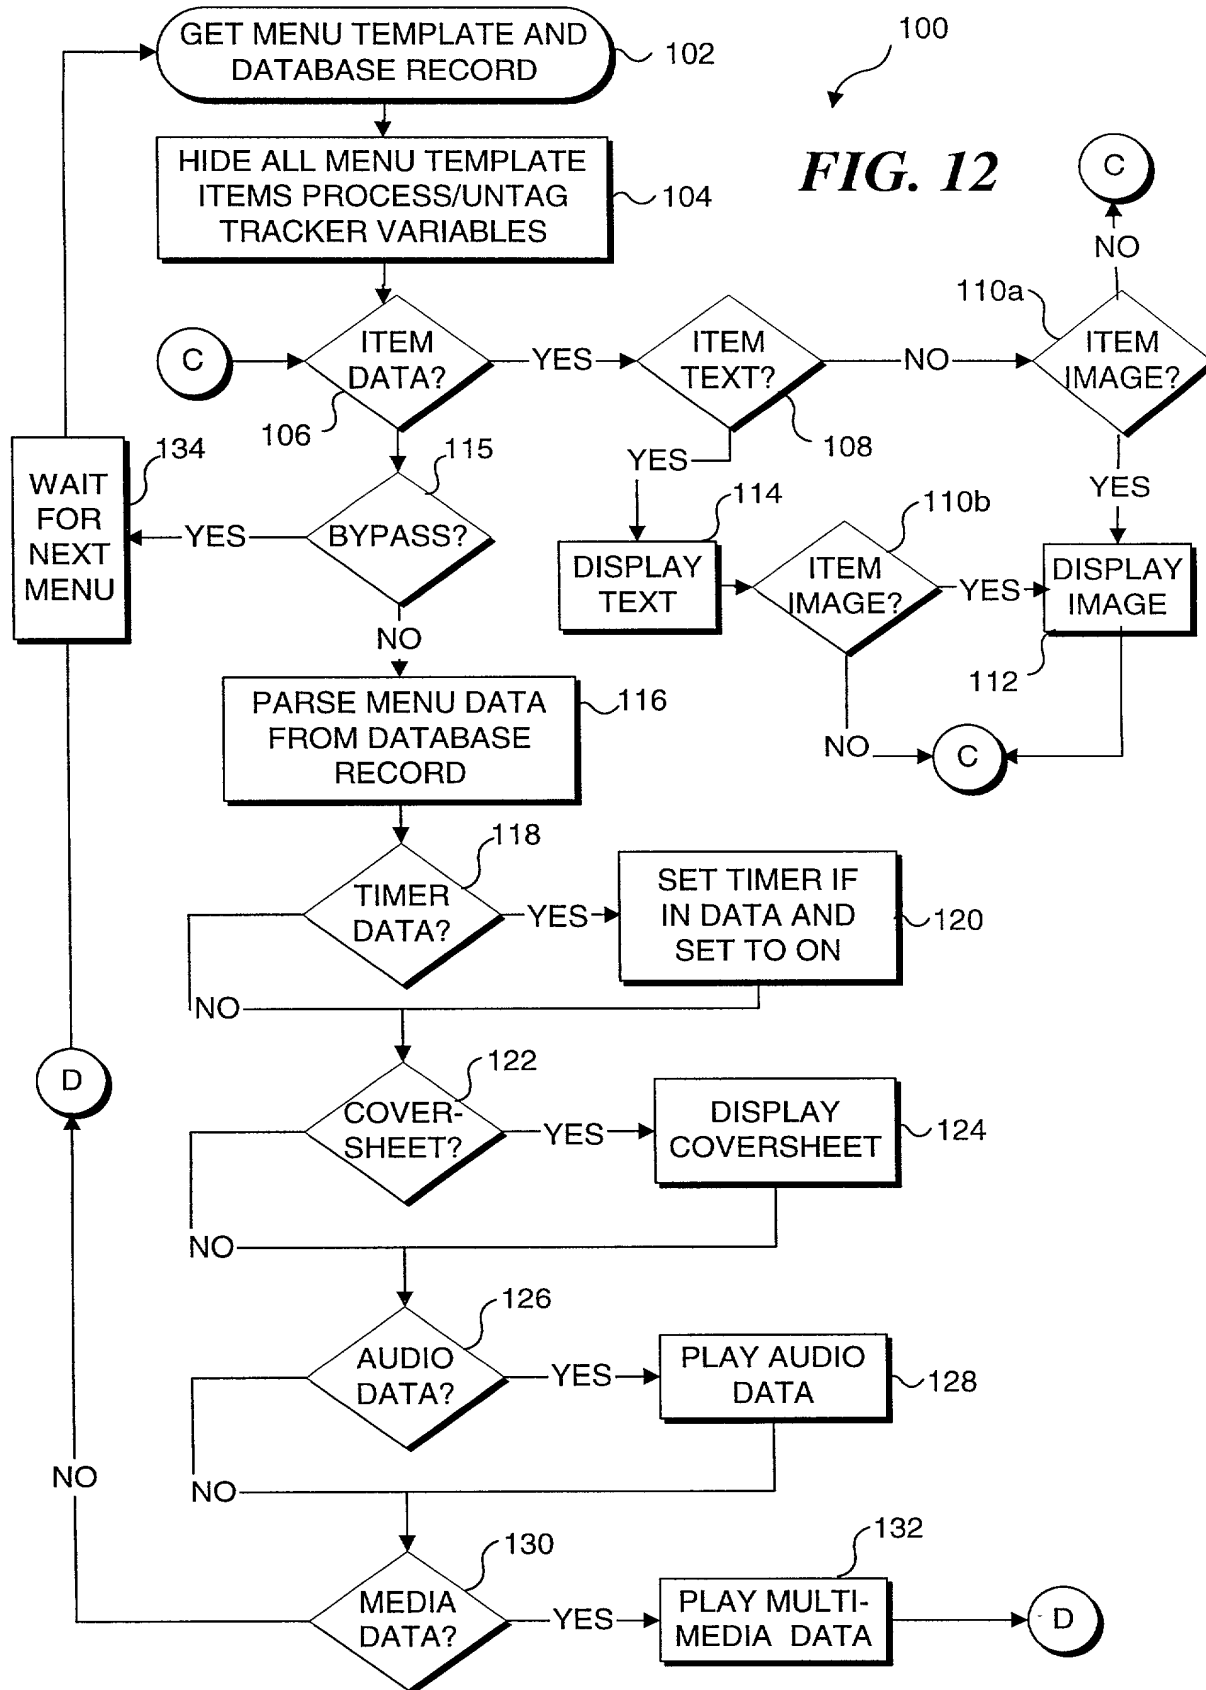 GET MENU TEMPLATE AND
DATABASE RECORD
102
100
FIG. 12
HIDE ALL MENU TEMPLATE
ITEMS PROCESS/UNTAG
TRACKER VARIABLES
104
C
NO
110a
C
ITEM
DATA?
106
YES
ITEM
TEXT?
108
NO
ITEM
IMAGE?
YES
YES
134
WAIT
FOR
NEXT
MENU
YES
115
BYPASS?
NO
114
DISPLAY
TEXT
110b
ITEM
IMAGE?
YES
DISPLAY
IMAGE
112
NO
C
PARSE MENU DATA
FROM DATABASE
RECORD
116
118
TIMER
DATA?
YES
SET TIMER IF
IN DATA AND
SET TO ON
120
NO
D
122
COVER-
SHEET?
YES
DISPLAY
COVERSHEET
124
NO
126
AUDIO
DATA?
YES
PLAY AUDIO
DATA
128
NO
NO
130
MEDIA
DATA?
YES
132
PLAY MULTI-
MEDIA DATA
D